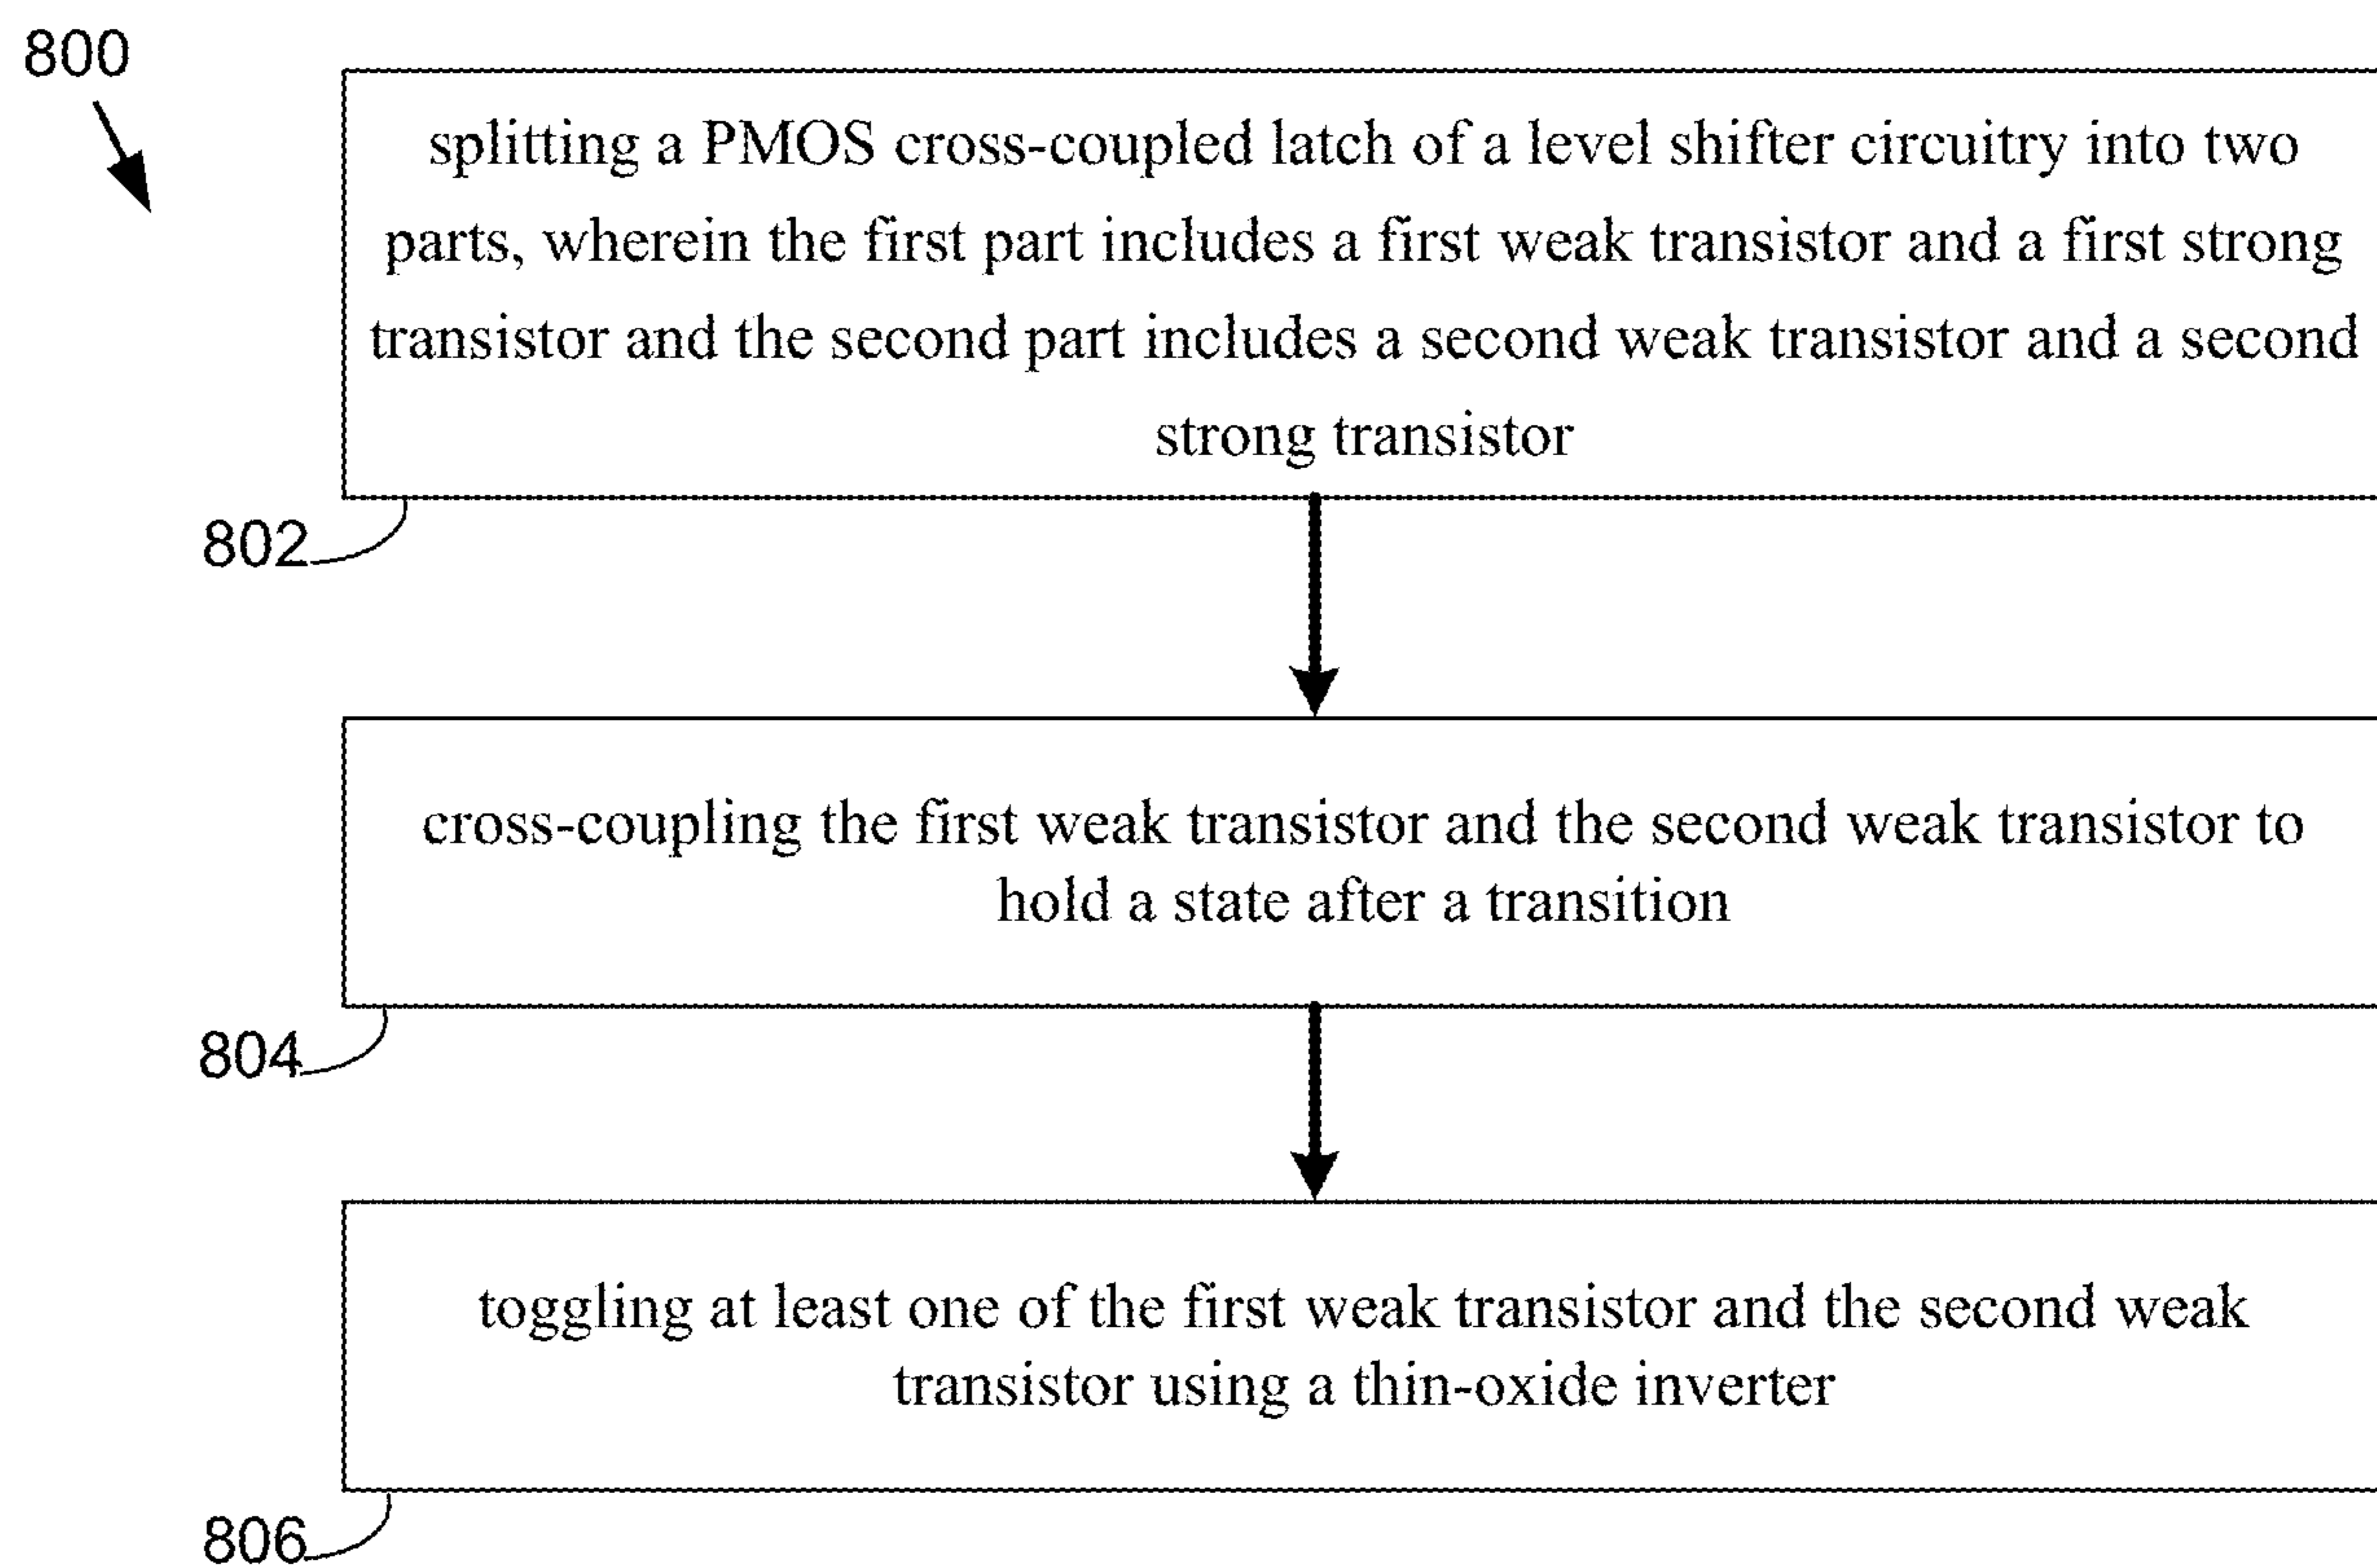 800
splitting a PMOS cross-coupled latch of a level shifter circuitry into two
parts, wherein the first part includes a first weak transistor and a first strong
transistor and the second part includes a second weak transistor and a second
strong transistor
802
cross-coupling the first weak transistor and the second weak transistor to
hold a state after a transition
804
toggling at least one of the first weak transistor and the second weak
transistor using a thin-oxide inverter
806